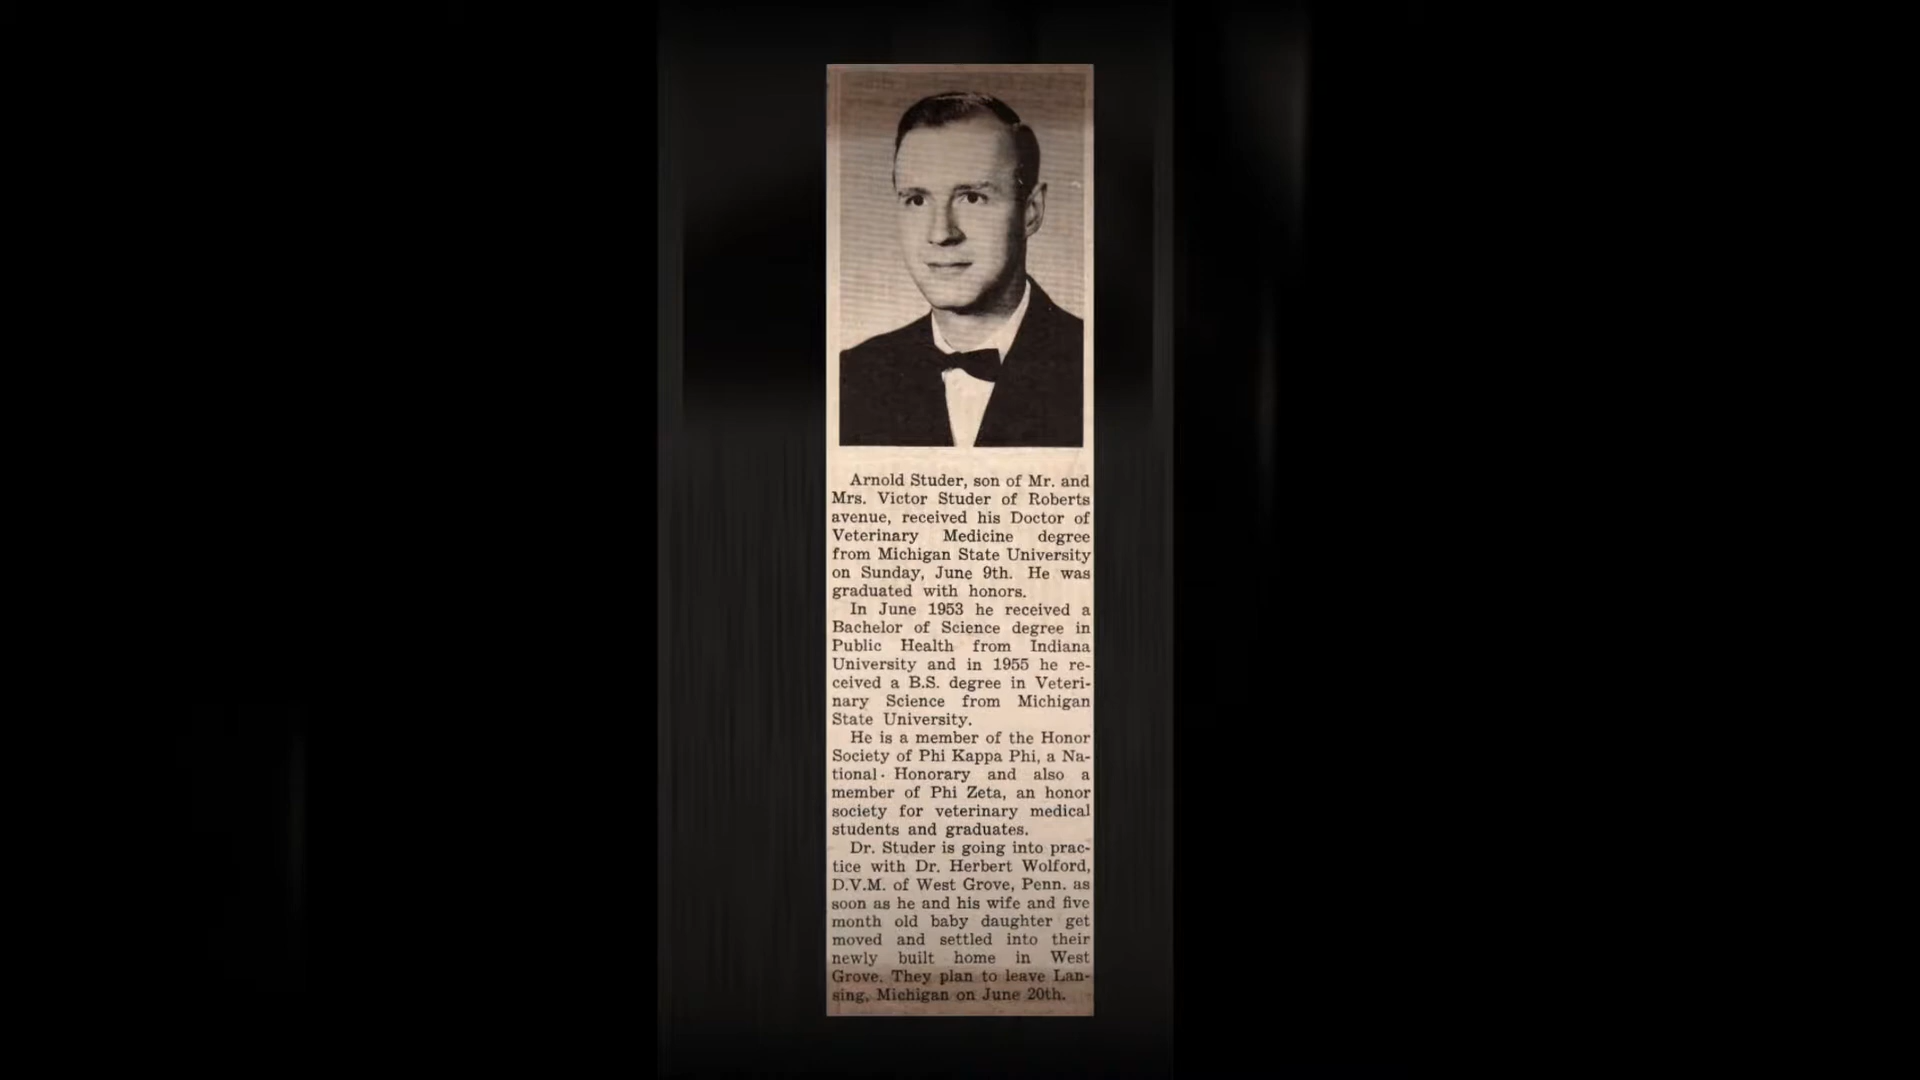 Arnold Studer, son of Mr. and
Mrs. Victor Studer of Roberts
avenue, received his Doctor of
Veterinary Medicine degree
from Michigan State University
on Sunday, June 9th. He was
graduated with honors.
In June 1953 he received a
Bachelor of Science degree in
Public Health from Indiana
University and in 1955 he re-
ceived a B.S. degree in Veteri-
nary Science from Michigan
State University.
He is a member of the Honor
Society of Phi Kappa Phi, a Na-
tional· Honorary and also a
member of Phi Zeta, an honor
society for veterinary medical
students and graduates.
Dr. Studer is going into prac-
tice with Dr. Herbert Wolford,
D.V.M. of West Grove, Penn. as
soon as he and his wife and five
month old baby daughter get
moved and settled into their
newly built home in West
Grove. They plan to leave Lan-
sing, Michigan on June 20th.